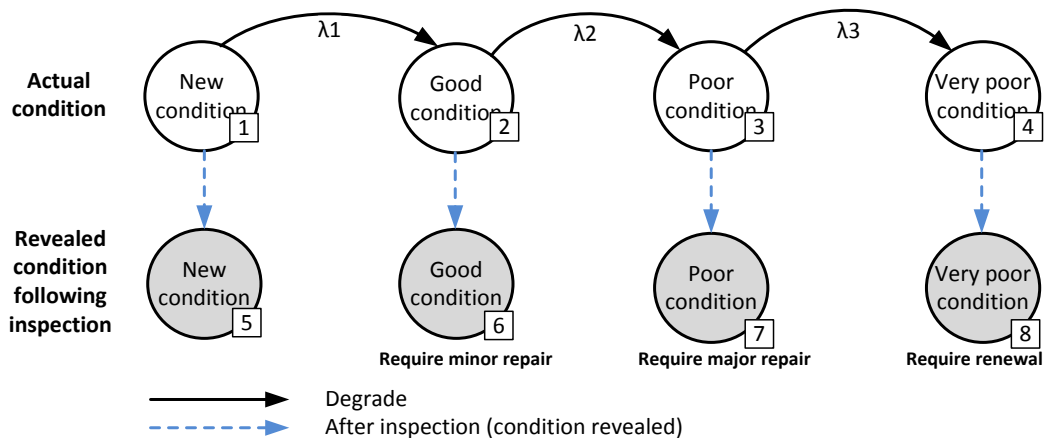 λ1
λ2
λ3
Actual
condition
New
condition
1
Good
condition
2
Poor
condition
3
Very poor
condition
4
Revealed
condition
following
inspection
New
condition
5
Good
condition
6
Poor
condition
7
Very poor
condition
8
Require minor repair
Require major repair
Require renewal
Degrade
After inspection (condition revealed)